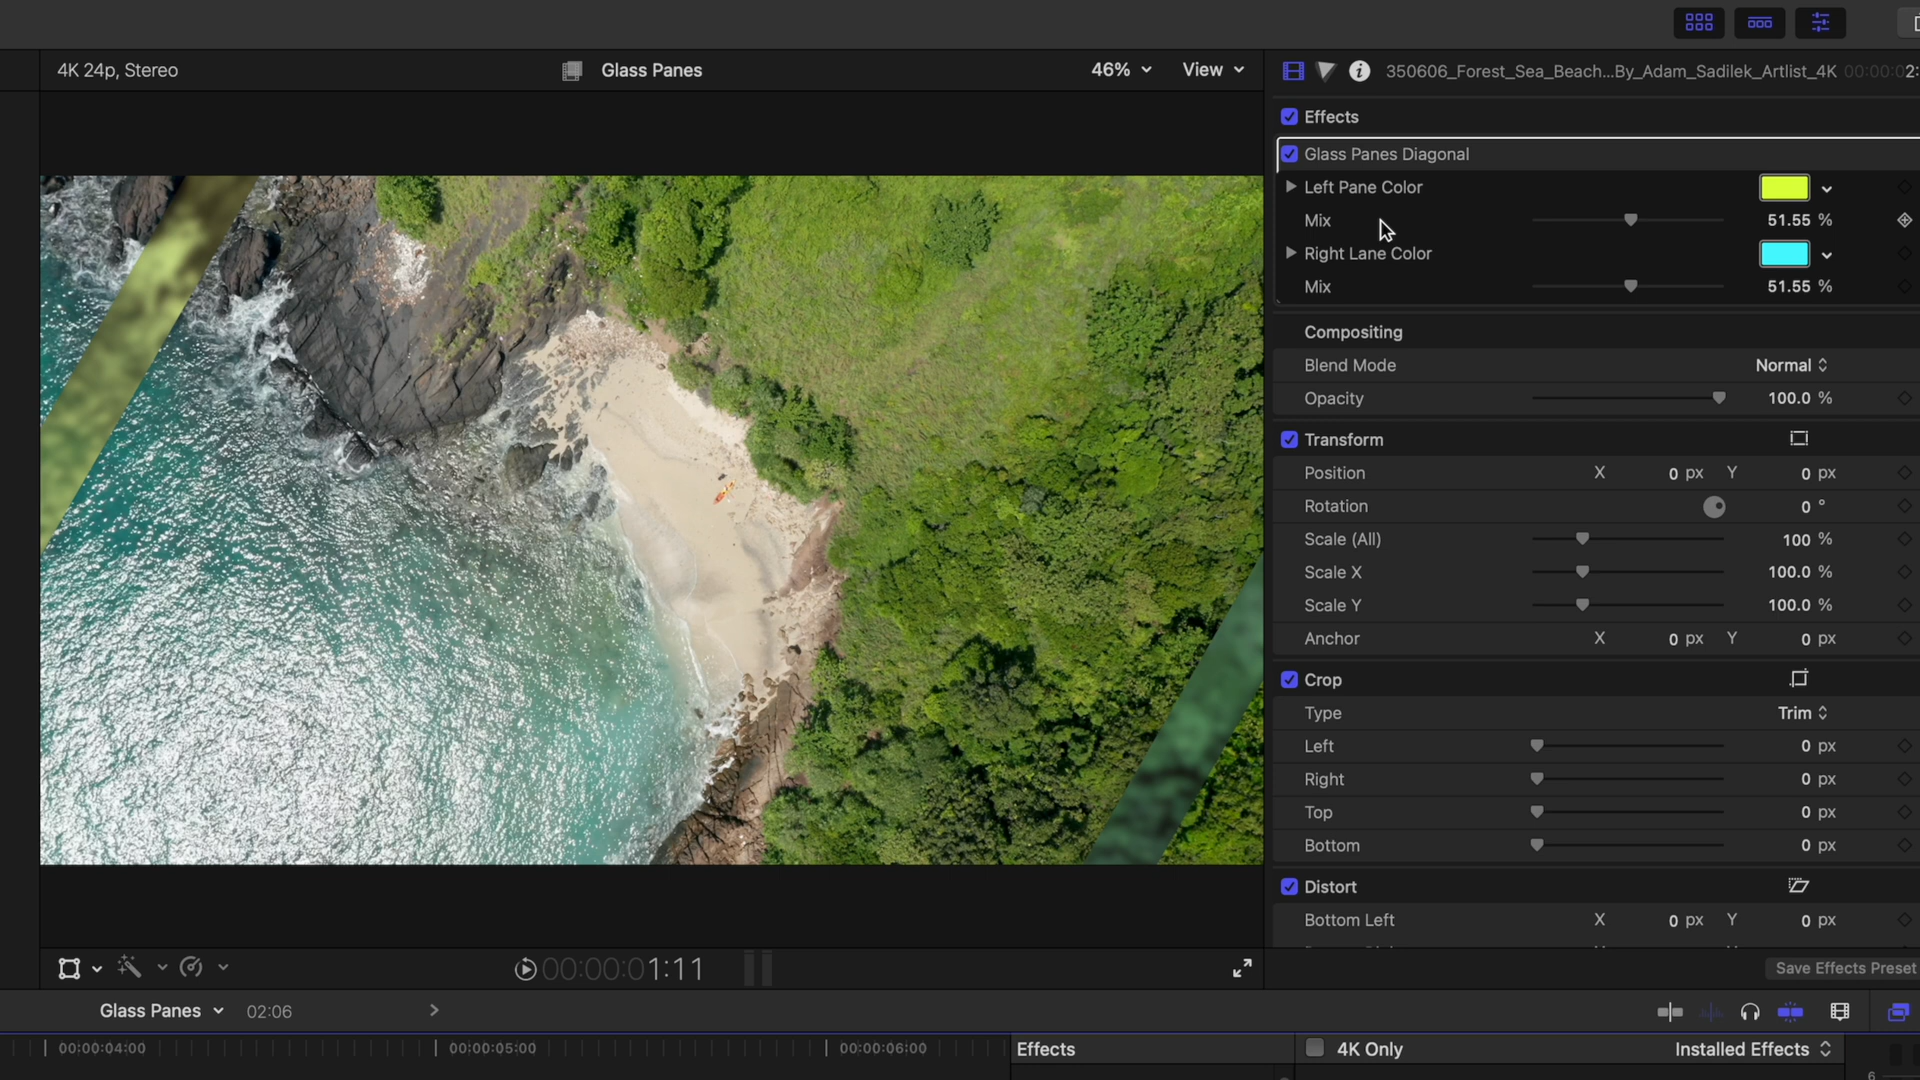 4K 24p, Stereo
Glass Panes
46%
View
350606_Forest_Sea_Beach...By_Adam_Sadilek_Artlist_4K
00:00:02:
Effects
Glass Panes Diagonal
Left Pane Color
Mix 51.55 %
Right Lane Color
Mix 51.55 %
Compositing
Blend Mode Normal
Opacity 100.0 %
Transform
Position X 0 px Y 0 px
Rotation 0 °
Scale (All) 100 %
Scale X 100.0 %
Scale Y 100.0 %
Anchor X 0 px Y 0 px
Crop
Type Trim
Left 0 px
Right 0 px
Top 0 px
Bottom 0 px
Distort
Bottom Left X 0 px Y 0 px
00:00:01:11
Save Effects Preset
Glass Panes 02:06
00:00:04:00 00:00:05:00 00:00:06:00
Effects
4K Only
Installed Effects
6